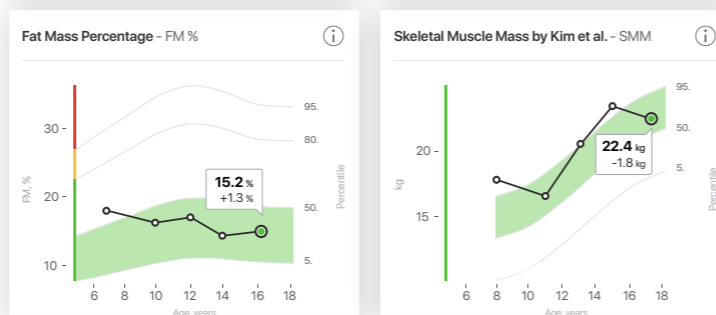 Fat Mass Percentage - FM %
95.
30
80.
15.2 %
+1.3 %
20
50.
10
5.
FM, %
Percentile
6 8 10 12 14 16 18
Age, years
Skeletal Muscle Mass by Kim et al. - SMM
95.
50.
20
22.4 kg
-1.8 kg
5.
15
kg
Percentile
6 8 10 12 14 16 18
Age, years